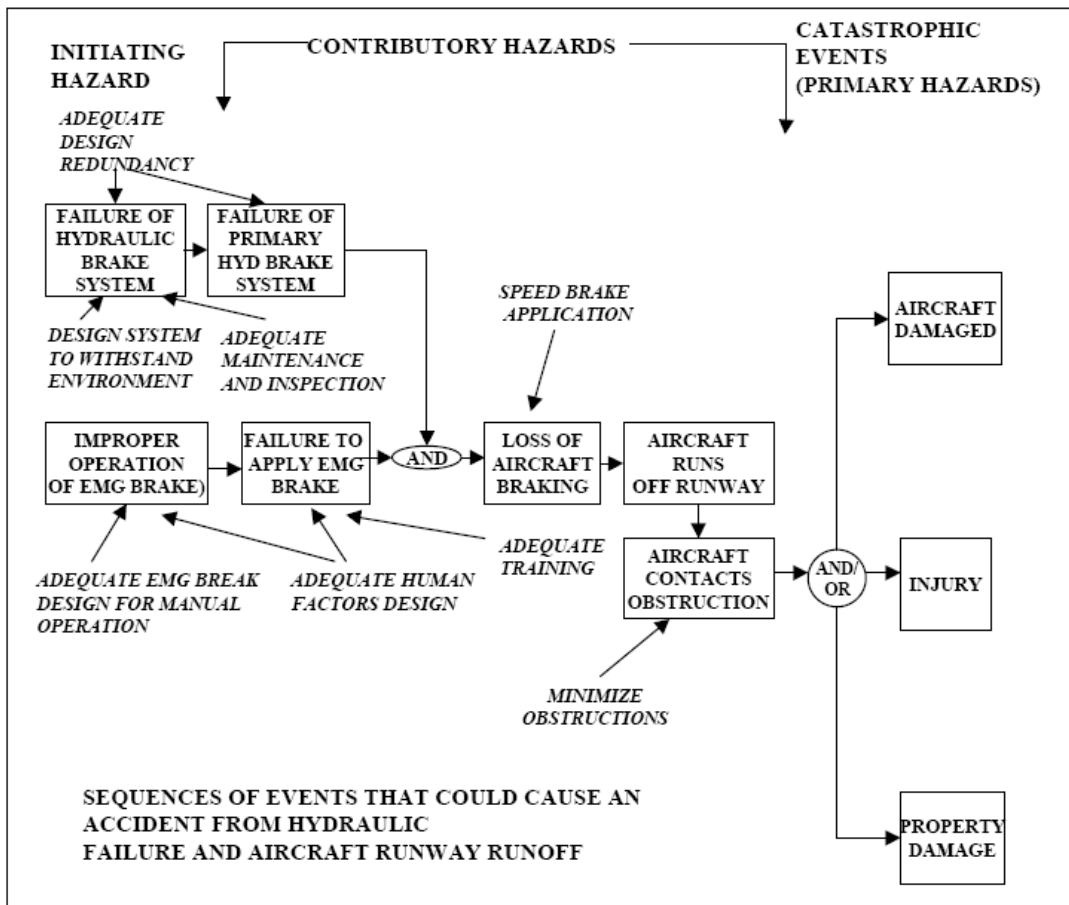 INITIATING
HAZARD
CONTRIBUTORY HAZARDS
CATASTROPHIC
EVENTS
(PRIMARY HAZARDS)
ADEQUATE
DESIGN
REDUNDANCY
FAILURE OF
HYDRAULIC
BRAKE
SYSTEM
FAILURE OF
PRIMARY
HYD BRAKE
SYSTEM
DESIGN SYSTEM
TO WITHSTAND
ENVIRONMENT
ADEQUATE
MAINTENANCE
AND INSPECTION
SPEED BRAKE
APPLICATION
AIRCRAFT
DAMAGED
IMPROPER
OPERATION
OF EMG BRAKE)
FAILURE TO
APPLY EMG
BRAKE
AND
LOSS OF
AIRCRAFT
BRAKING
AIRCRAFT
RUNS
OFF RUNWAY
ADEQUATE EMG BREAK
DESIGN FOR MANUAL
OPERATION
ADEQUATE HUMAN
FACTORS DESIGN
ADEQUATE
TRAINING
AIRCRAFT
CONTACTS
OBSTRUCTION
AND/
OR
INJURY
MINIMIZE
OBSTRUCTIONS
PROPERTY
DAMAGE
SEQUENCES OF EVENTS THAT COULD CAUSE AN
ACCIDENT FROM HYDRAULIC
FAILURE AND AIRCRAFT RUNWAY RUNOFF